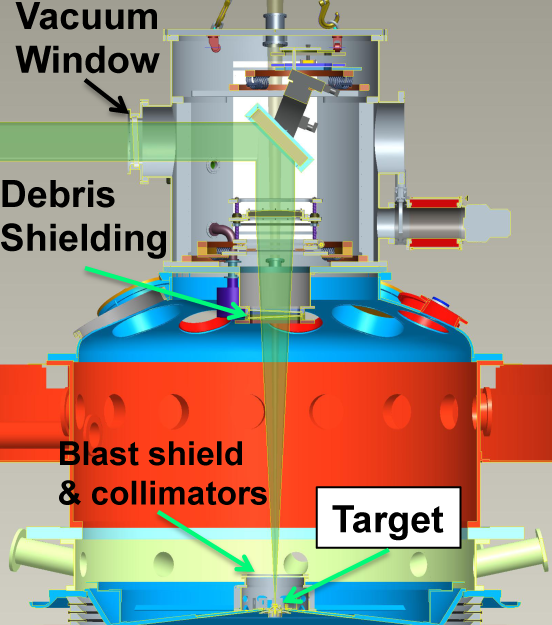 Vacuum
Window
Debris
Shielding
Blast shield
& collimators
Target